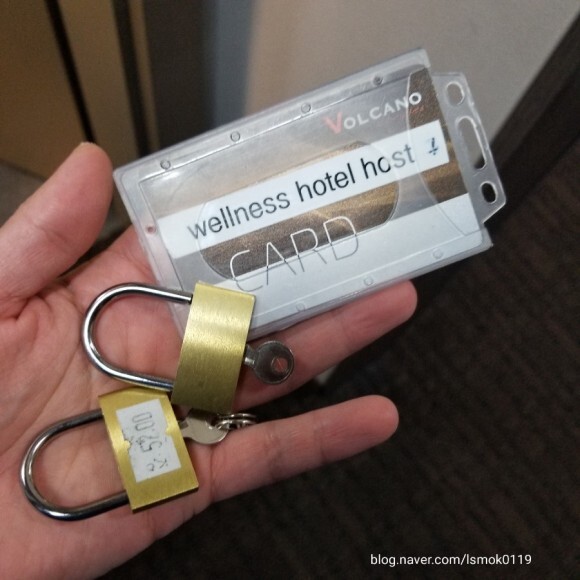 VOLCANO
wellness hotel host
CARD
blog.naver.com/lsmok0119